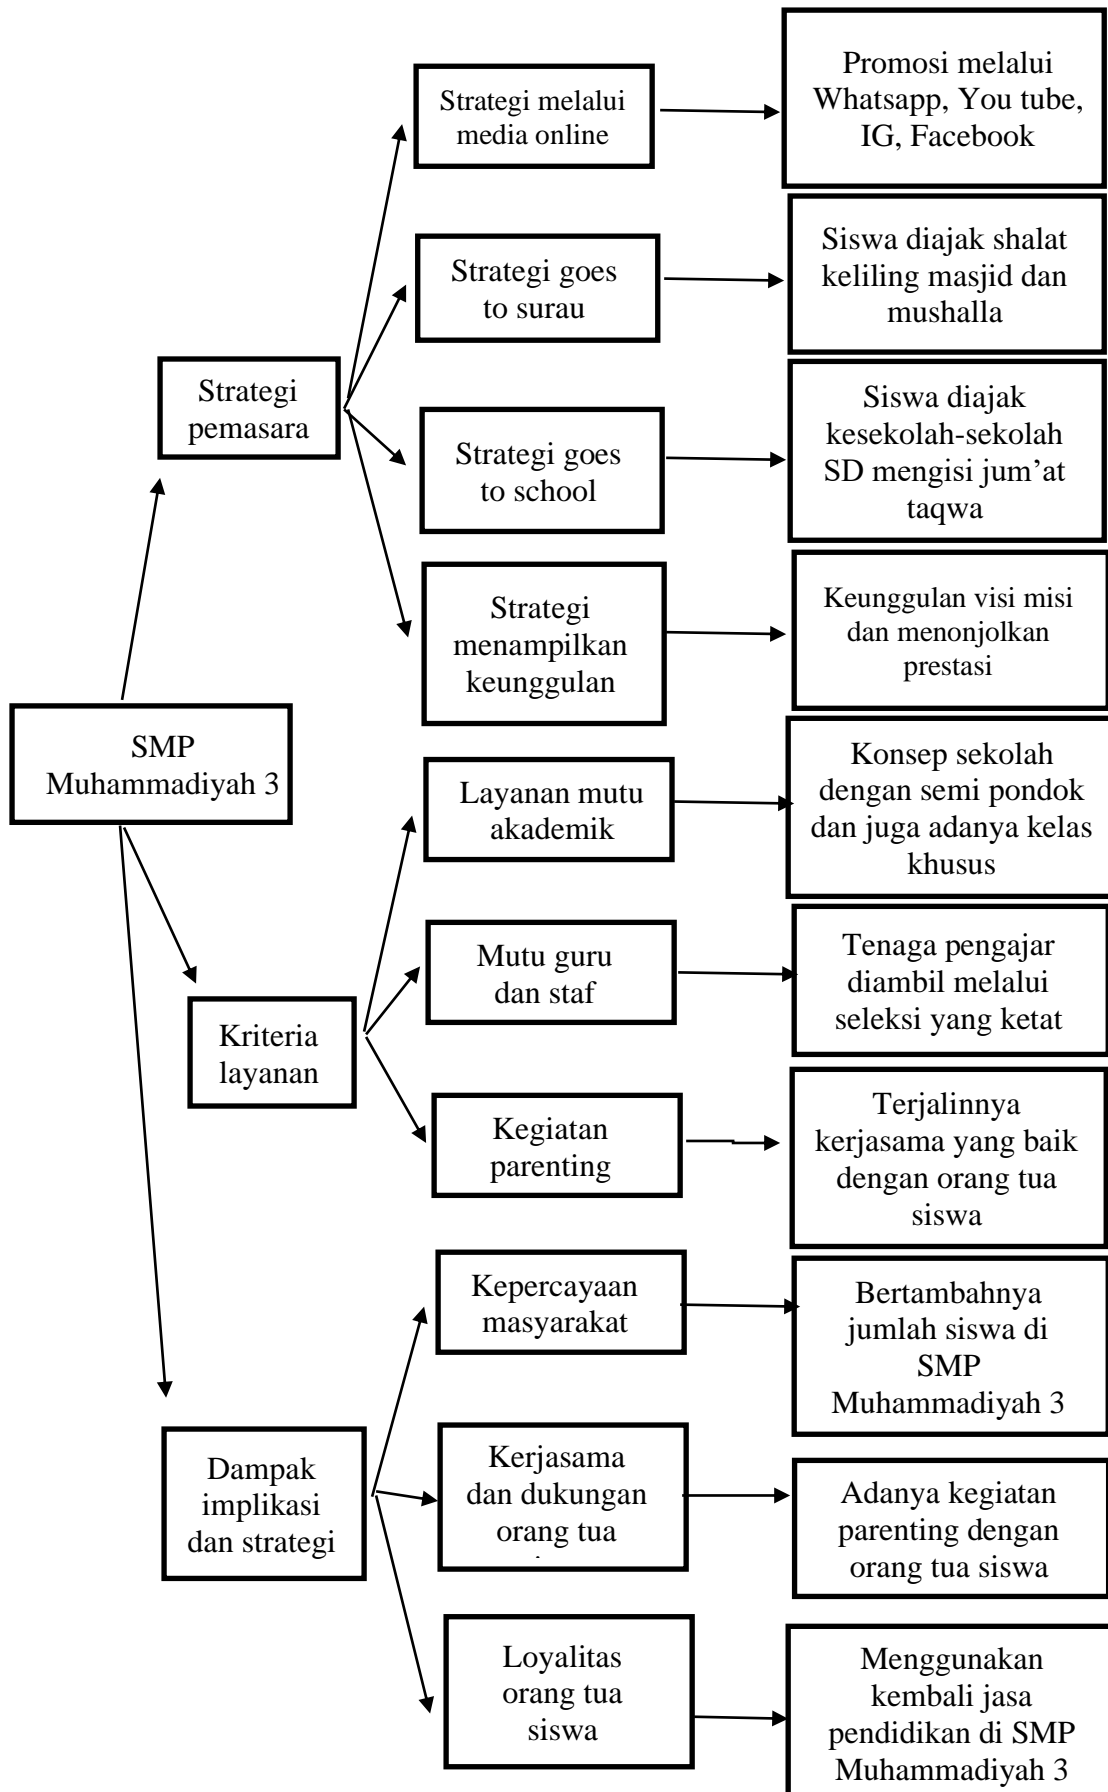 SMP
Muhammadiyah 3
Strategi
pemasara
Strategi melalui
media online
Promosi melalui
Whatsapp, You tube,
IG, Facebook
Strategi goes
to surau
Siswa diajak shalat
keliling masjid dan
mushalla
Strategi goes
to school
Siswa diajak
kesekolah-sekolah
SD mengisi jum’at
taqwa
Strategi
menampilkan
keunggulan
Keunggulan visi misi
dan menonjolkan
prestasi
Kriteria
layanan
Layanan mutu
akademik
Konsep sekolah
dengan semi pondok
dan juga adanya kelas
khusus
Mutu guru
dan staf
Tenaga pengajar
diambil melalui
seleksi yang ketat
Kegiatan
parenting
Terjalinnya
kerjasama yang baik
dengan orang tua
siswa
Dampak
implikasi
dan strategi
Kepercayaan
masyarakat
Bertambahnya
jumlah siswa di
SMP
Muhammadiyah 3
Kerjasama
dan dukungan
orang tua
Adanya kegiatan
parenting dengan
orang tua siswa
Loyalitas
orang tua
siswa
Menggunakan
kembali jasa
pendidikan di SMP
Muhammadiyah 3